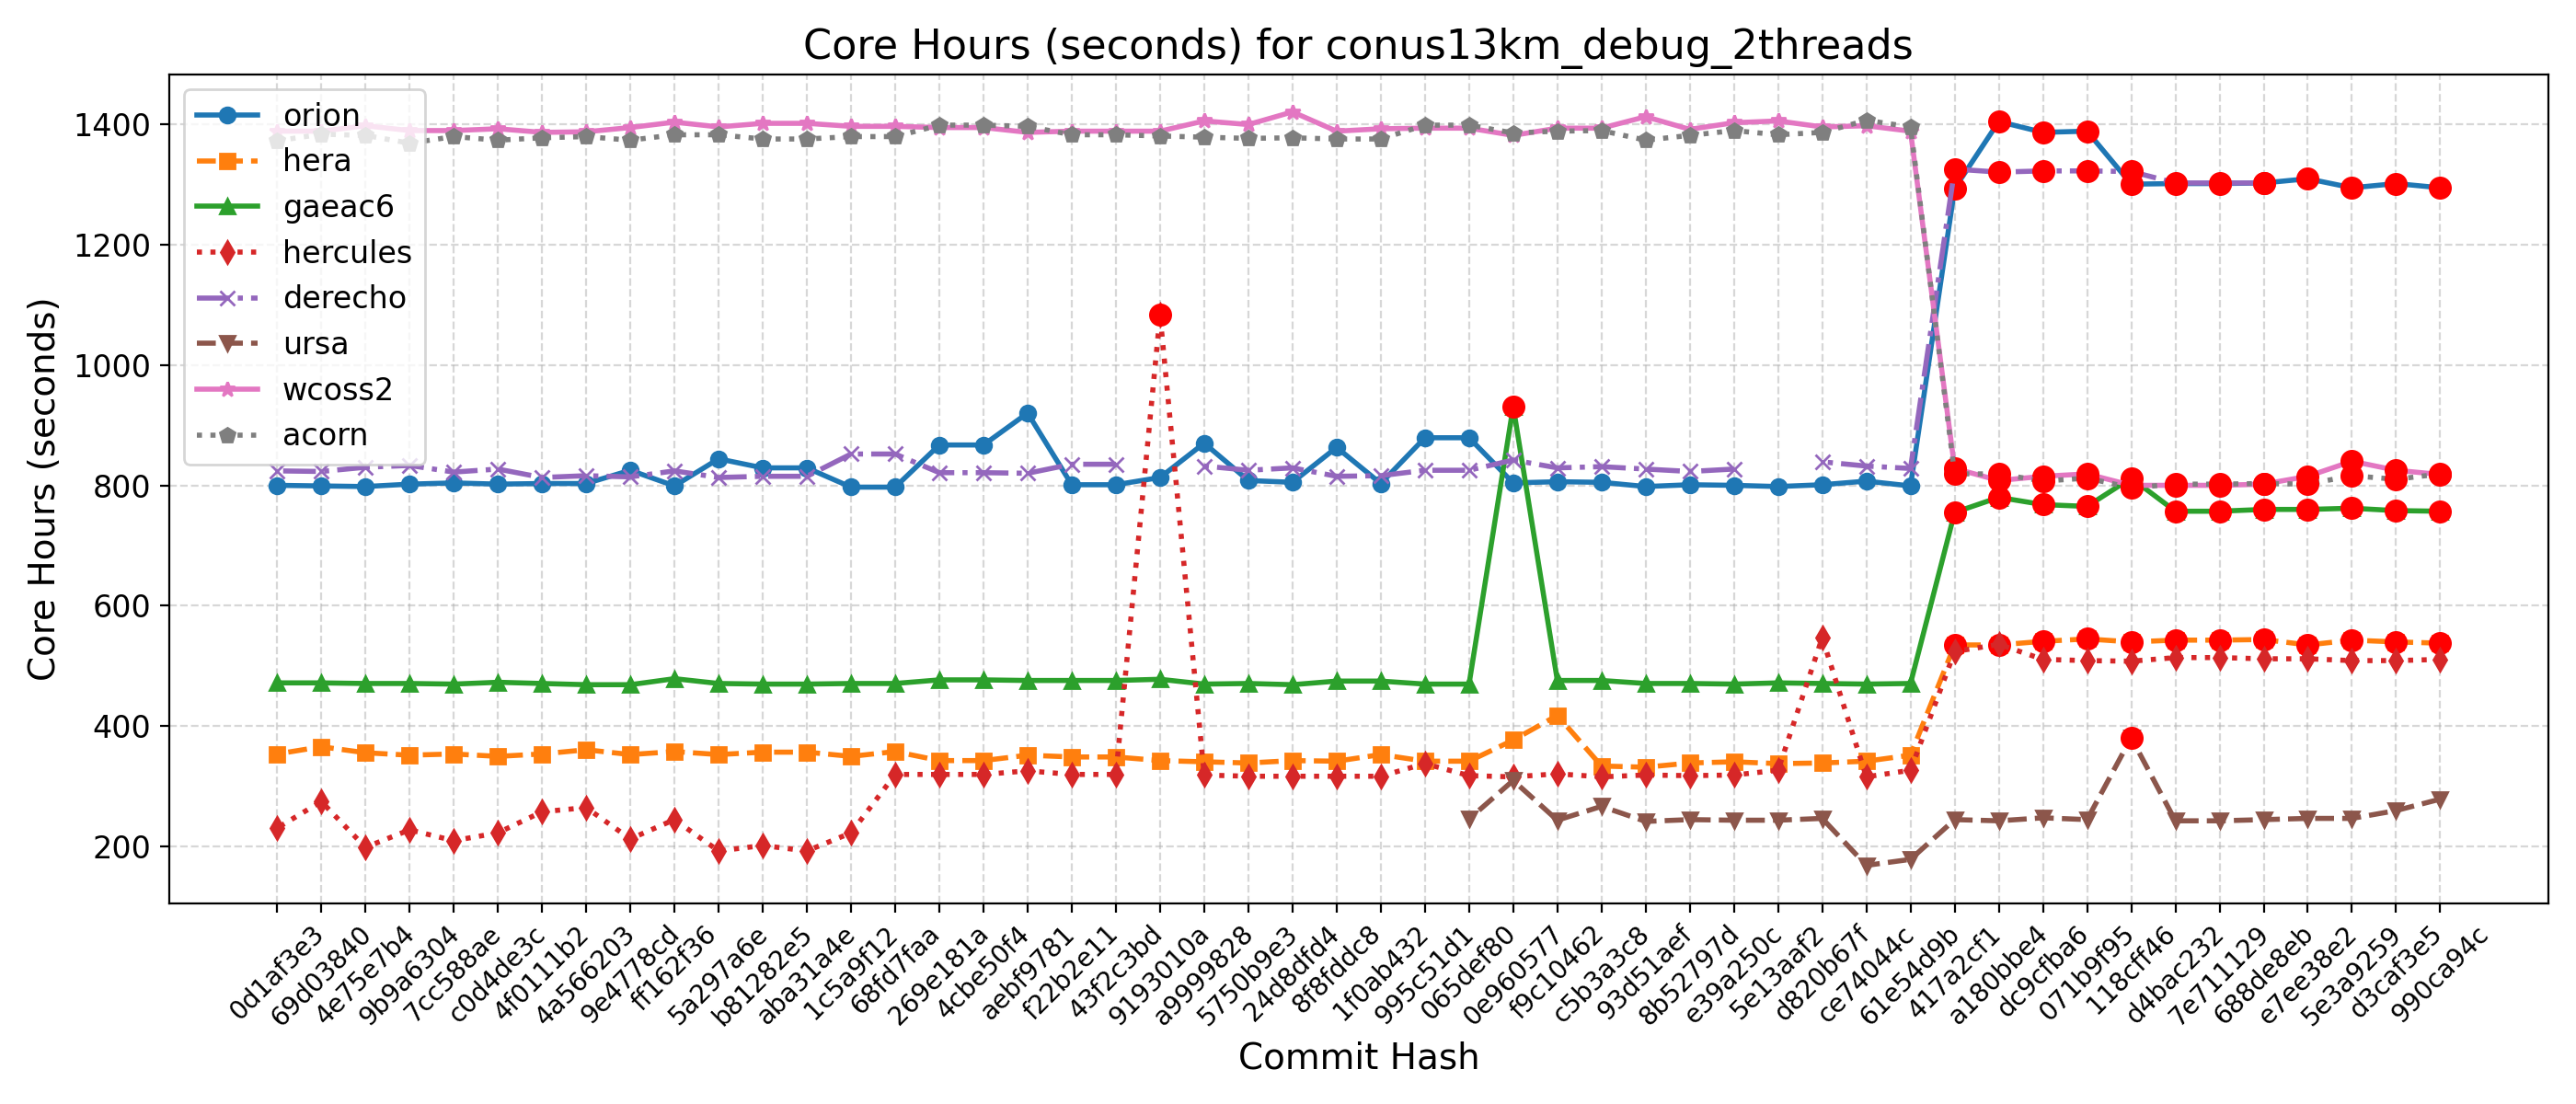 Core Hours (seconds) for conus13km_debug_2threads
Core Hours (seconds)
1400
1200
1000
800
600
400
200
orion
hera
gaeac6
hercules
derecho
ursa
wcoss2
acorn
0d1af3e3
69d03840
4e75e7b4
9b9a6304
7cc588ae
c0d4de3c
4f0111b2
4a566203
9e4778cd
ff162f36
5a297a6e
b81282e5
aba31a4e
1c5a9f12
68fd7faa
269e181a
4cbe50f4
aebf9781
f22b2e11
43f2c3bd
9193010a
a9999828
5750b9e3
24d8dfd4
8f8fddc8
1f0ab432
995c51d1
065def80
0e960577
f9c10462
c5b3a3c8
93d51aef
8b52797d
e39a250c
5e13aaf2
d820b67f
ce74044c
61e54d9b
417a2cf1
a180bbe4
dc9cfba6
071b9f95
118cff46
d4bac232
7e711129
688de8eb
e7ee38e2
5e3a9259
d3caf3e5
990ca94c
Commit Hash